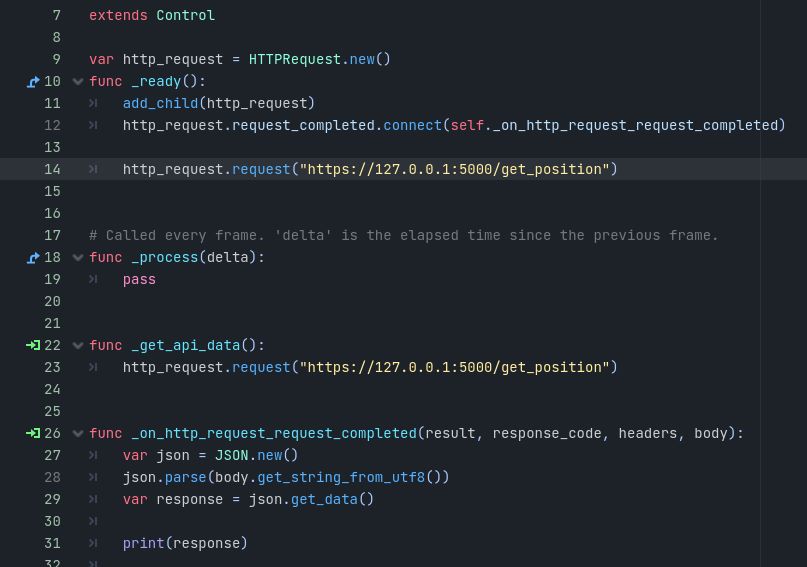 7 extends Control
8
9 var http_request = HTTPRequest.new()
10 func _ready():
11 add_child(http_request)
12 http_request.request_completed.connect(self._on_http_request_request_completed)
13
14 http_request.request("https://127.0.0.1:5000/get_position")
15
16
17 # Called every frame. 'delta' is the elapsed time since the previous frame.
18 func _process(delta):
19 pass
20
21
22 func _get_api_data():
23 http_request.request("https://127.0.0.1:5000/get_position")
24
25
26 func _on_http_request_request_completed(result, response_code, headers, body):
27 var json = JSON.new()
28 json.parse(body.get_string_from_utf8())
29 var response = json.get_data()
30
31 print(response)
32